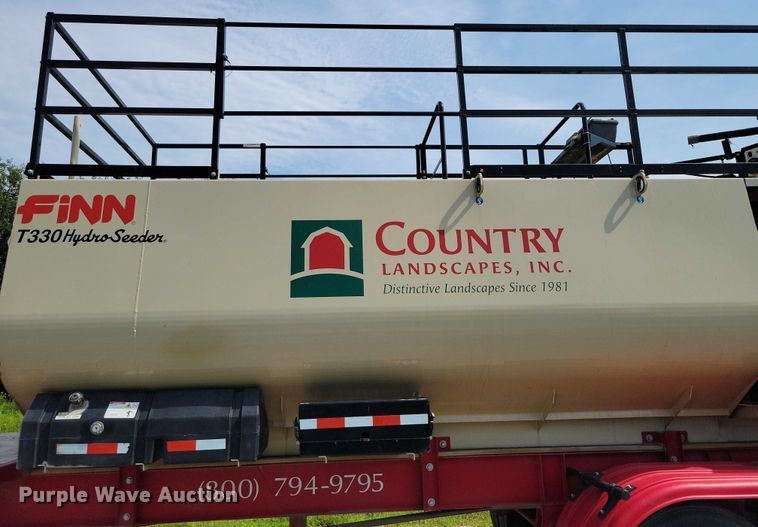 FINN
T330 Hydro-Seeder
COUNTRY
LANDSCAPES, INC.
Distinctive Landscapes Since 1981
(800) 794-9795
Purple Wave Auction